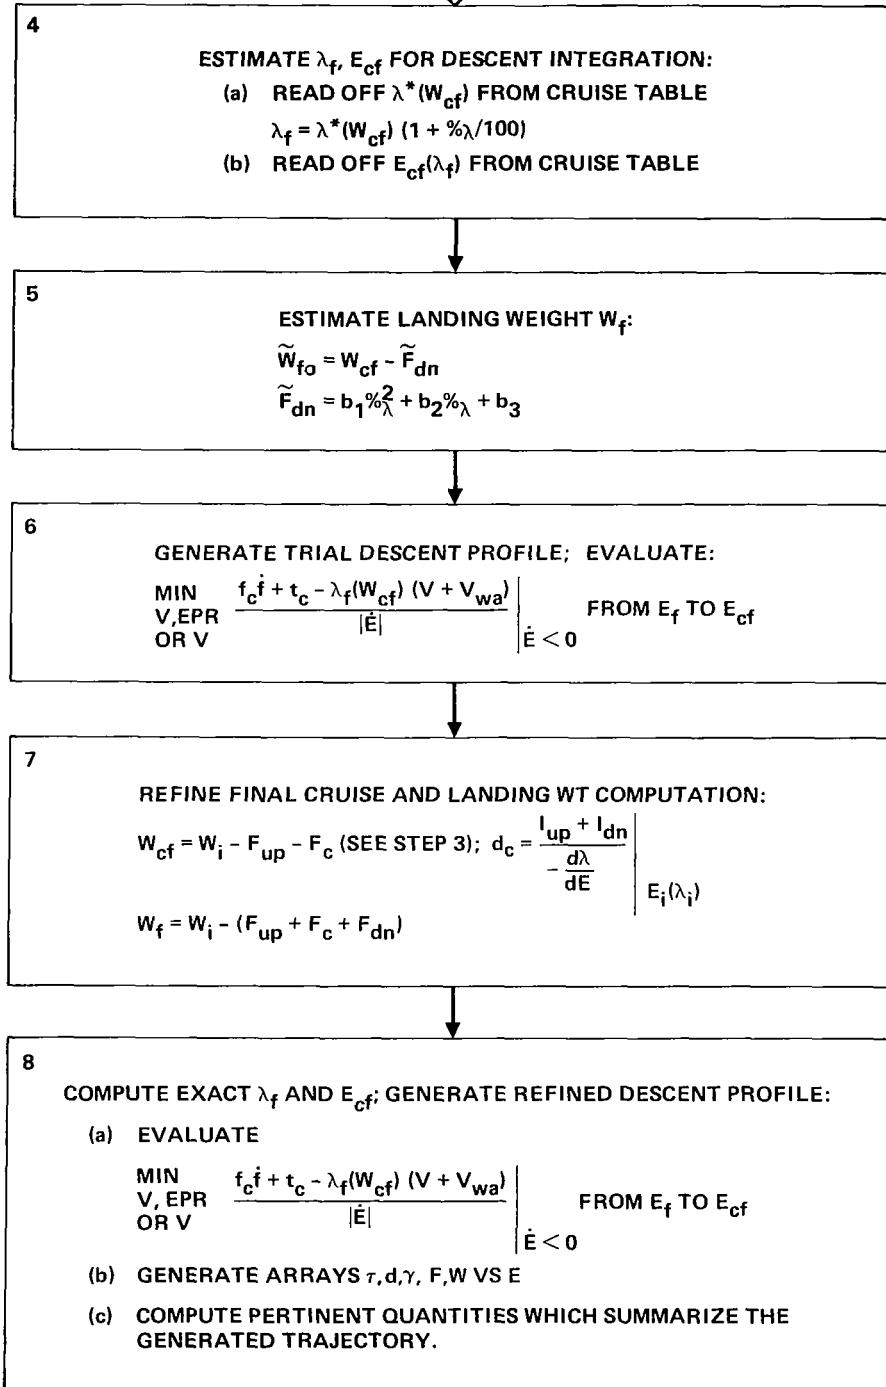 4
ESTIMATE λf, Ecf FOR DESCENT INTEGRATION:
(a) READ OFF λ*(Wcf) FROM CRUISE TABLE
λf = λ*(Wcf) (1 + %λ/100)
(b) READ OFF Ecf(λf) FROM CRUISE TABLE
5
ESTIMATE LANDING WEIGHT Wf:
W̃fo = Wcf - F̃dn
F̃dn = b1%λ² + b2%λ + b3
6
GENERATE TRIAL DESCENT PROFILE; EVALUATE:
MIN
V,EPR
OR V
fcḟ + tc - λf(Wcf) (V + Vwa)
|Ė|
Ė < 0
FROM Ef TO Ecf
7
REFINE FINAL CRUISE AND LANDING WT COMPUTATION:
Wcf = Wi - Fup - Fc (SEE STEP 3); dc =
Iup + Idn
- dλ
dE
Ei(λi)
Wf = Wi - (Fup + Fc + Fdn)
8
COMPUTE EXACT λf AND Ecf; GENERATE REFINED DESCENT PROFILE:
(a) EVALUATE
MIN
V, EPR
OR V
fcḟ + tc - λf(Wcf) (V + Vwa)
|Ė|
Ė < 0
FROM Ef TO Ecf
(b) GENERATE ARRAYS τ,d,γ, F,W VS E
(c) COMPUTE PERTINENT QUANTITIES WHICH SUMMARIZE THE
GENERATED TRAJECTORY.